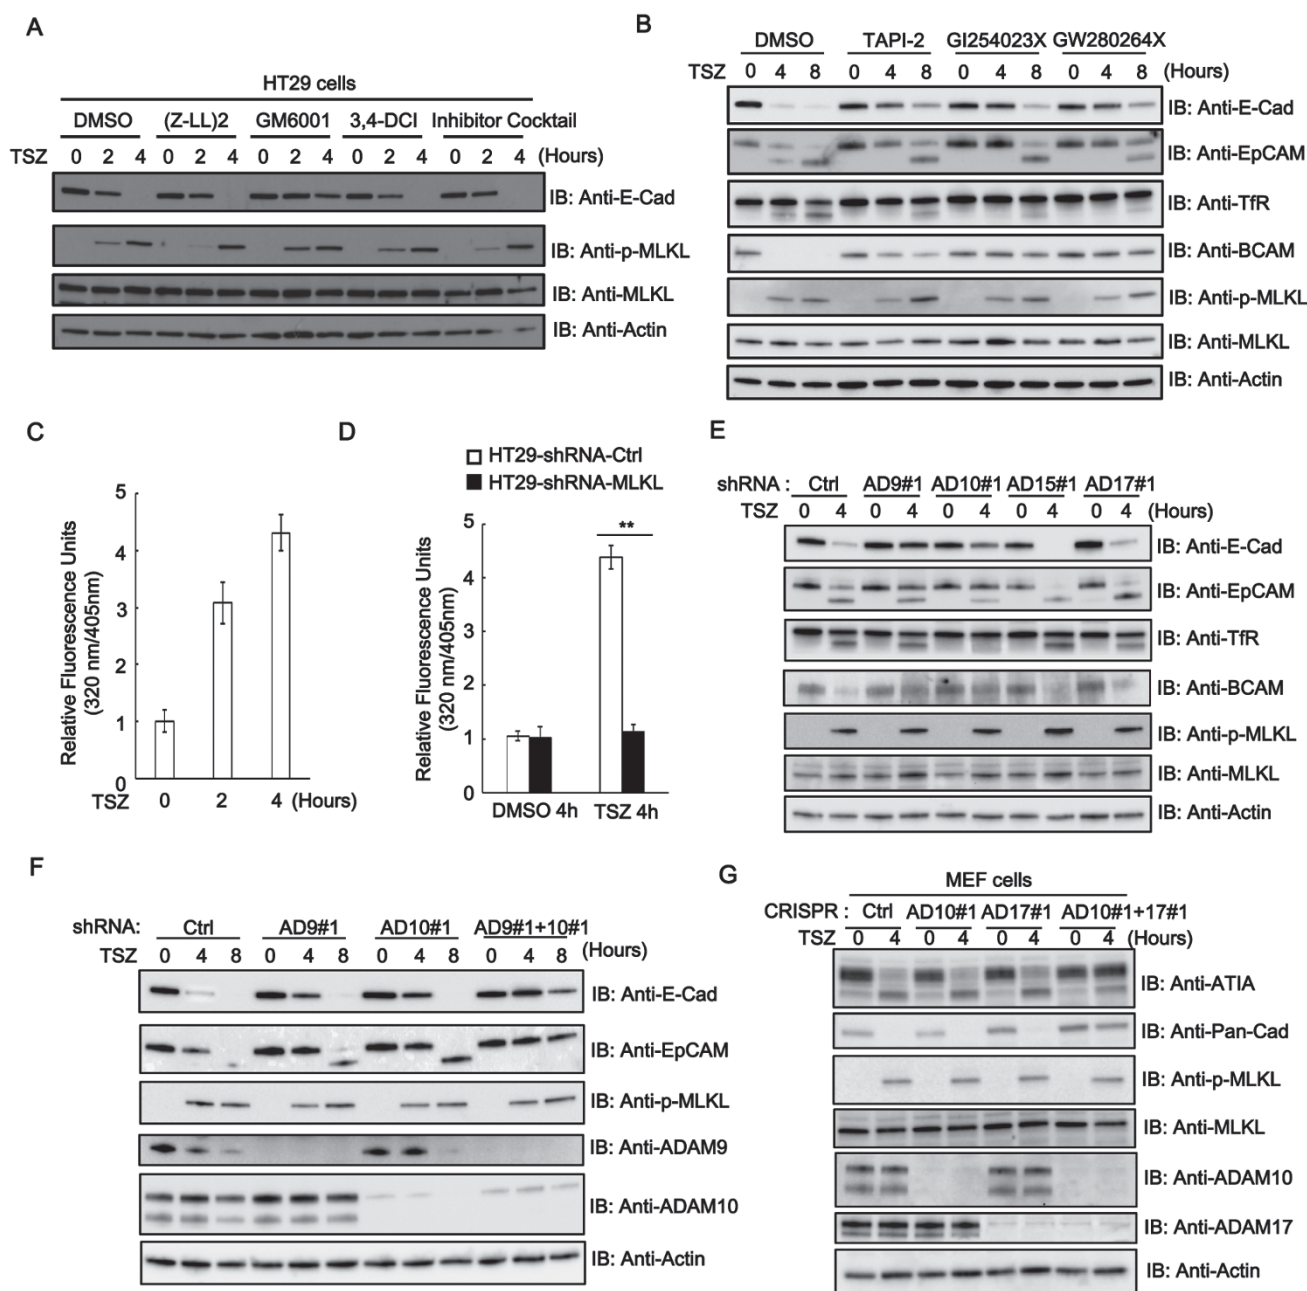 A
HT29 cells
DMSO (Z-LL)2 GM6001 3,4-DCI Inhibitor Cocktail
TSZ 0 2 4 0 2 4 0 2 4 0 2 4 0 2 4 (Hours)
IB: Anti-E-Cad
IB: Anti-p-MLKL
IB: Anti-MLKL
IB: Anti-Actin
B
DMSO TAPI-2 GI254023X GW280264X
TSZ 0 4 8 0 4 8 0 4 8 0 4 8 (Hours)
IB: Anti-E-Cad
IB: Anti-EpCAM
IB: Anti-TfR
IB: Anti-BCAM
IB: Anti-p-MLKL
IB: Anti-MLKL
IB: Anti-Actin
C
Relative Fluorescence Units
(320 nm/405nm)
5
4
3
2
1
0
TSZ 0 2 4 (Hours)
D
HT29-shRNA-Ctrl
HT29-shRNA-MLKL
Relative Fluorescence Units
(320 nm/405nm)
5
4
3
2
1
0
**
DMSO 4h TSZ 4h
E
shRNA : Ctrl AD9#1 AD10#1 AD15#1 AD17#1
TSZ 0 4 0 4 0 4 0 4 0 4 (Hours)
IB: Anti-E-Cad
IB: Anti-EpCAM
IB: Anti-TfR
IB: Anti-BCAM
IB: Anti-p-MLKL
IB: Anti-MLKL
IB: Anti-Actin
F
shRNA: Ctrl AD9#1 AD10#1 AD9#1+10#1
TSZ 0 4 8 0 4 8 0 4 8 0 4 8 (Hours)
IB: Anti-E-Cad
IB: Anti-EpCAM
IB: Anti-p-MLKL
IB: Anti-ADAM9
IB: Anti-ADAM10
IB: Anti-Actin
G
MEF cells
CRISPR : Ctrl AD10#1 AD17#1 AD10#1+17#1
TSZ 0 4 0 4 0 4 0 4 (Hours)
IB: Anti-ATIA
IB: Anti-Pan-Cad
IB: Anti-p-MLKL
IB: Anti-MLKL
IB: Anti-ADAM10
IB: Anti-ADAM17
IB: Anti-Actin